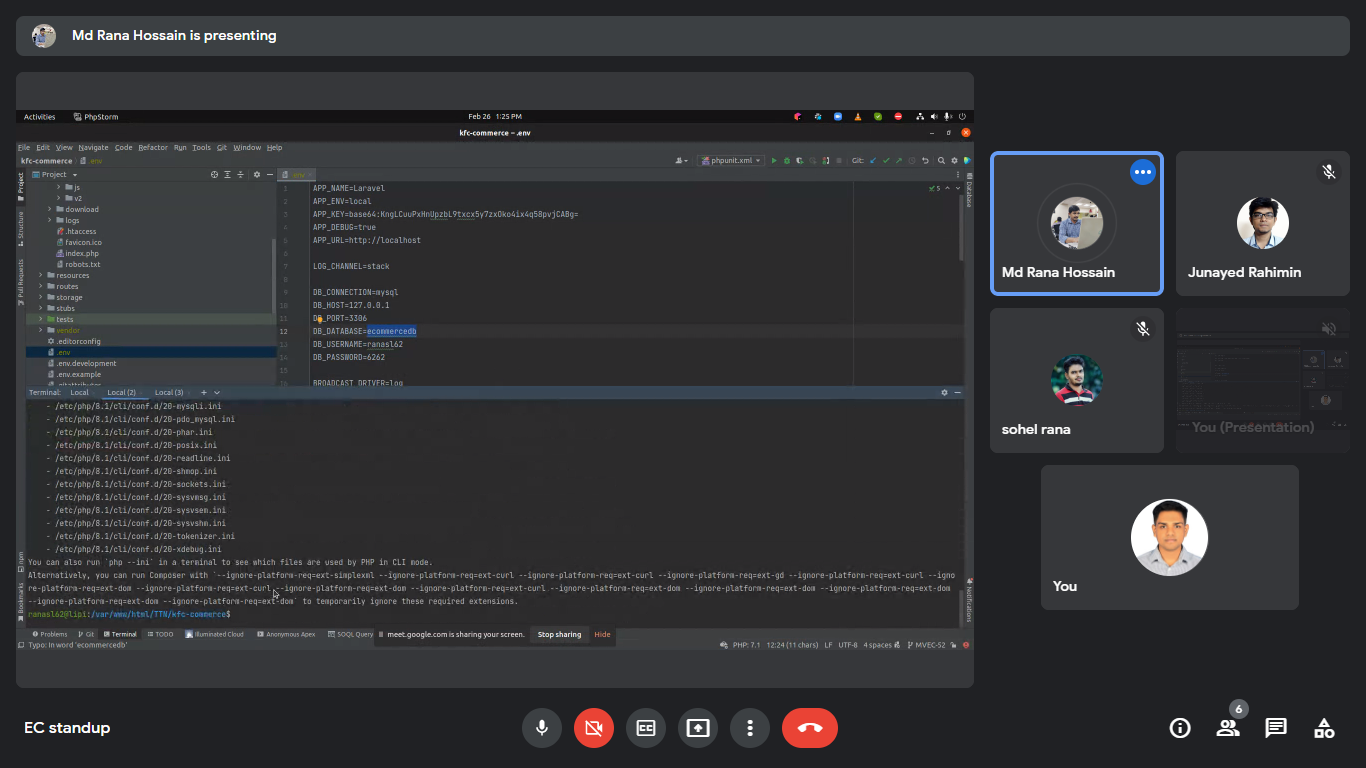 Md Rana Hossain is presenting
Activities PhpStorm Feb 26 1:25 PM
kfc-commerce – .env
File Edit View Navigate Code Refactor Run Tools Git Window Help
kfc-commerce .env phpunit.xml Git:
Project .env
js
v2
download
logs
.htaccess
favicon.ico
index.php
robots.txt
resources
routes
storage
stubs
tests
vendor
.editorconfig
.env
.env.development
.env.example
.gitattributes
Project
Structure
Pull Requests
Bookmarks
npm
Database
Notifications
1 APP_NAME=Laravel 5
2 APP_ENV=local
3
4 APP_DEBUG=true
5 APP_URL=http://localhost
6
7 LOG_CHANNEL=stack
8
9 DB_CONNECTION=mysql
10 DB_HOST=127.0.0.1
11 DB_PORT=3306
12 DB_DATABASE=ecommercedb
13 DB_USERNAME=ranasl62
14 DB_PASSWORD=6262
15
16 BROADCAST_DRIVER=log
Terminal: Local Local (2) Local (3) +
- /etc/php/8.1/cli/conf.d/20-mysqli.ini
- /etc/php/8.1/cli/conf.d/20-pdo_mysql.ini
- /etc/php/8.1/cli/conf.d/20-phar.ini
- /etc/php/8.1/cli/conf.d/20-posix.ini
- /etc/php/8.1/cli/conf.d/20-readline.ini
- /etc/php/8.1/cli/conf.d/20-shmop.ini
- /etc/php/8.1/cli/conf.d/20-sockets.ini
- /etc/php/8.1/cli/conf.d/20-sysvmsg.ini
- /etc/php/8.1/cli/conf.d/20-sysvsem.ini
- /etc/php/8.1/cli/conf.d/20-sysvshm.ini
- /etc/php/8.1/cli/conf.d/20-tokenizer.ini
- /etc/php/8.1/cli/conf.d/20-xdebug.ini
You can also run `php --ini` in a terminal to see which files are used by PHP in CLI mode.
Alternatively, you can run Composer with `--ignore-platform-req=ext-simplexml --ignore-platform-req=ext-curl --ignore-platform-req=ext-curl --ignore-platform-req=ext-gd --ignore-platform-req=ext-curl --igno
re-platform-req=ext-dom --ignore-platform-req=ext-curl --ignore-platform-req=ext-dom --ignore-platform-req=ext-curl --ignore-platform-req=ext-dom --ignore-platform-req=ext-dom --ignore-platform-req=ext-dom
--ignore-platform-req=ext-dom --ignore-platform-req=ext-dom` to temporarily ignore these required extensions.
ranasl62@lipi:/var/www/html/TTN/kfc-commerce$
Problems Git Terminal TODO Illuminated Cloud Anonymous Apex SOQL Query meet.google.com is sharing your screen. Stop sharing Hide
Typo: In word 'ecommercedb' PHP: 7.1 12:24 (11 chars) LF UTF-8 4 spaces MVEC-52
Md Rana Hossain
Junayed Rahimin
sohel rana
You (Presentation)
You
EC standup
6